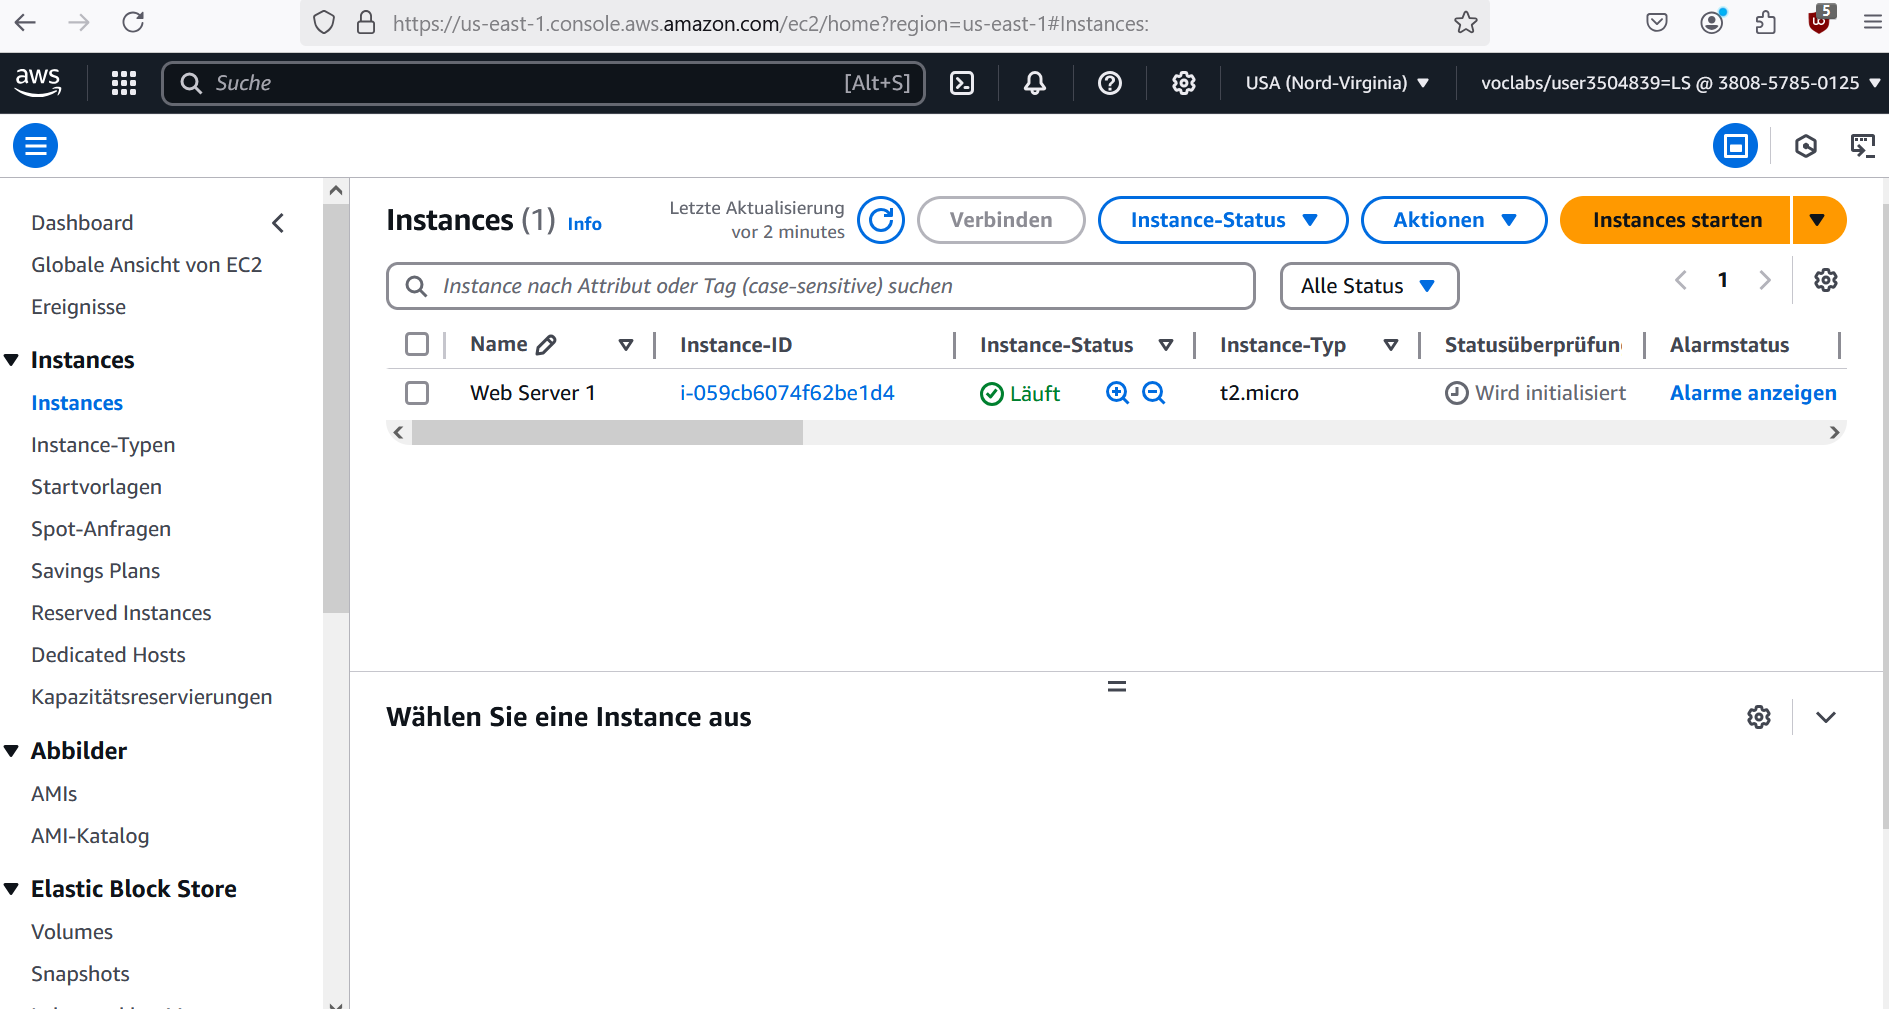 https://us-east-1.console.aws.amazon.com/ec2/home?region=us-east-1#Instances:
5
aws
Suche [Alt+S]
USA (Nord-Virginia)
voclabs/user3504839=LS @ 3808-5785-0125
Dashboard
Globale Ansicht von EC2
Ereignisse
Instances
Instances
Instance-Typen
Startvorlagen
Spot-Anfragen
Savings Plans
Reserved Instances
Dedicated Hosts
Kapazitätsreservierungen
Abbilder
AMIs
AMI-Katalog
Elastic Block Store
Volumes
Snapshots
Instances (1) Info
Letzte Aktualisierung
vor 2 minutes
Verbinden
Instance-Status
Aktionen
Instances starten
Instance nach Attribut oder Tag (case-sensitive) suchen
Alle Status
1
Name Instance-ID Instance-Status Instance-Typ Statusüberprüfun Alarmstatus
Web Server 1 i-059cb6074f62be1d4 Läuft t2.micro Wird initialisiert Alarme anzeigen
Wählen Sie eine Instance aus